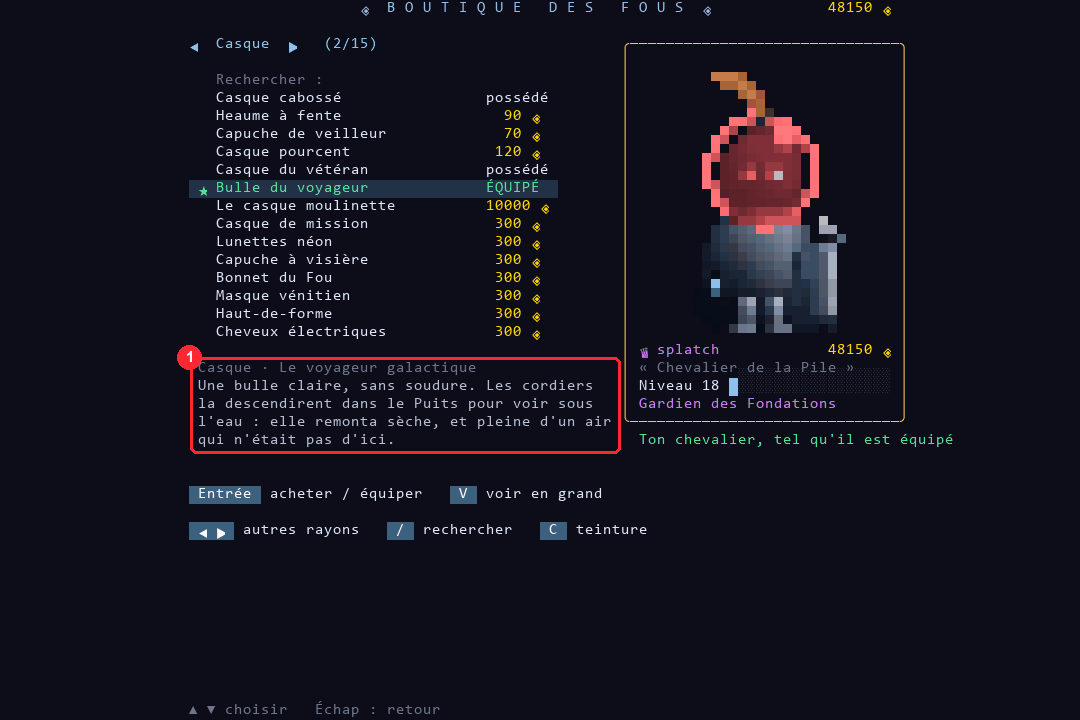 BOUTIQUE DES FOUS
48150
Casque (2/15)
Rechercher :
Casque cabossé possédé
Heaume à fente 90
Capuche de veilleur 70
Casque pourcent 120
Casque du vétéran possédé
★ Bulle du voyageur ÉQUIPÉ
Le casque moulinette 10000
Casque de mission 300
Lunettes néon 300
Capuche à visière 300
Bonnet du Fou 300
Masque vénitien 300
Haut-de-forme 300
Cheveux électriques 300
1
Casque · Le voyageur galactique
Une bulle claire, sans soudure. Les cordiers
la descendirent dans le Puits pour voir sous
l'eau : elle remonta sèche, et pleine d'un air
qui n'était pas d'ici.
splatch 48150
« Chevalier de la Pile »
Niveau 18
Gardien des Fondations
Ton chevalier, tel qu'il est équipé
Entrée acheter / équiper V voir en grand
◀ ▶ autres rayons / rechercher C teinture
▲ ▼ choisir Échap : retour